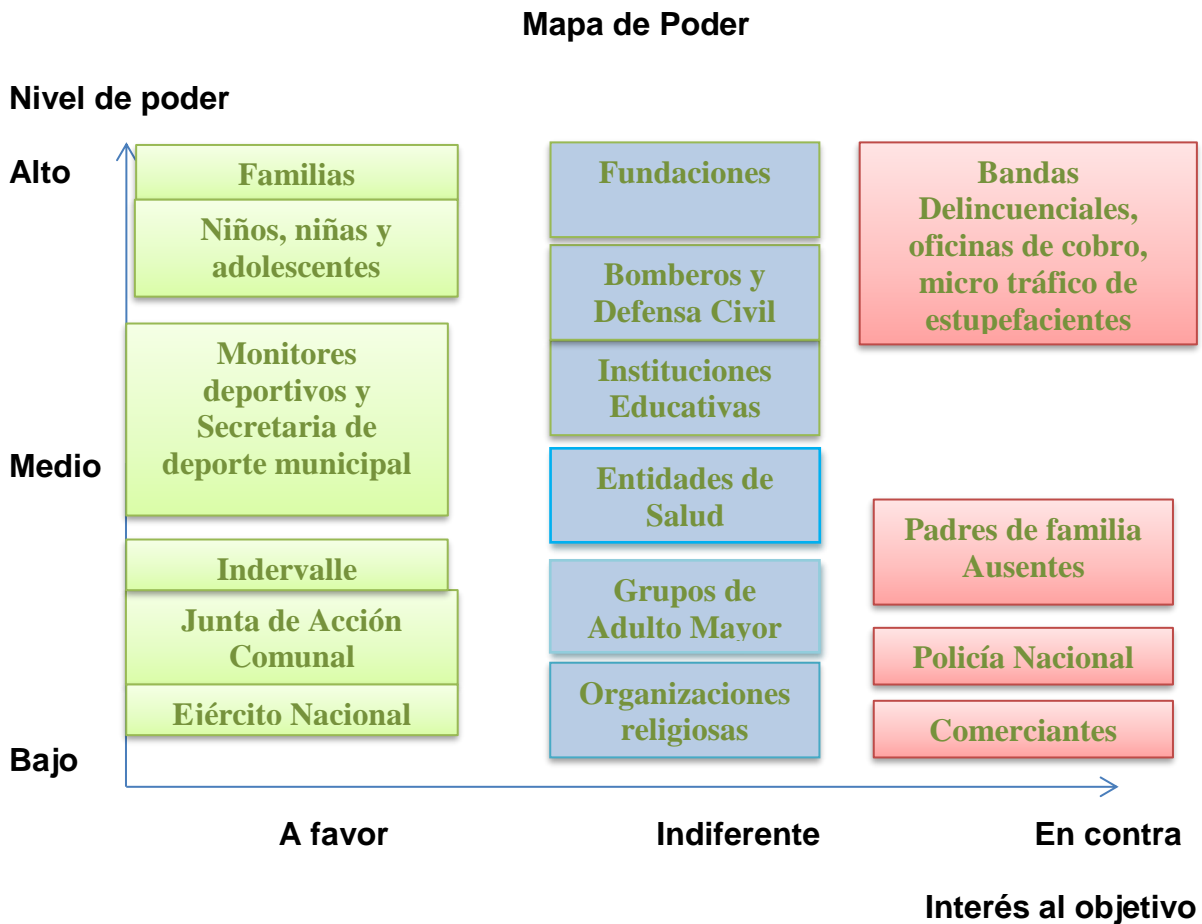 Mapa de Poder
Nivel de poder
Alto
Familias
Niños, niñas y
adolescentes
Monitores
deportivos y
Secretaria de
deporte municipal
Medio
Indervalle
Junta de Acción
Comunal
Ejército Nacional
Bajo
Fundaciones
Bomberos y
Defensa Civil
Instituciones
Educativas
Entidades de
Salud
Grupos de
Adulto Mayor
Organizaciones
religiosas
Bandas
Delincuenciales,
oficinas de cobro,
micro tráfico de
estupefacientes
Padres de familia
Ausentes
Policía Nacional
Comerciantes
A favor
Indiferente
En contra
Interés al objetivo